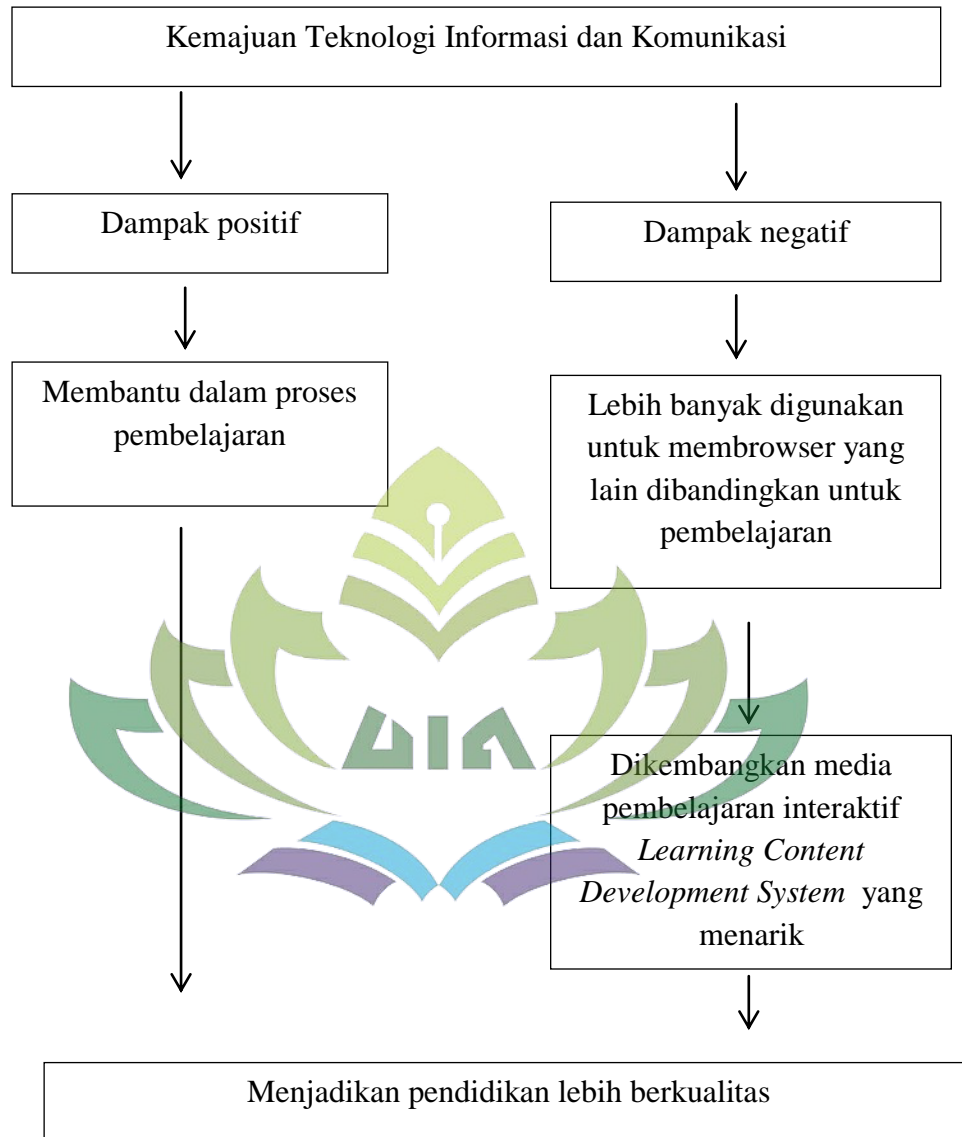 Kemajuan Teknologi Informasi dan Komunikasi
Dampak positif
Dampak negatif
Membantu dalam proses
pembelajaran
Lebih banyak digunakan
untuk membrowser yang
lain dibandingkan untuk
pembelajaran
UIN
Dikembangkan media
pembelajaran interaktif
Learning Content
Development System yang
menarik
Menjadikan pendidikan lebih berkualitas